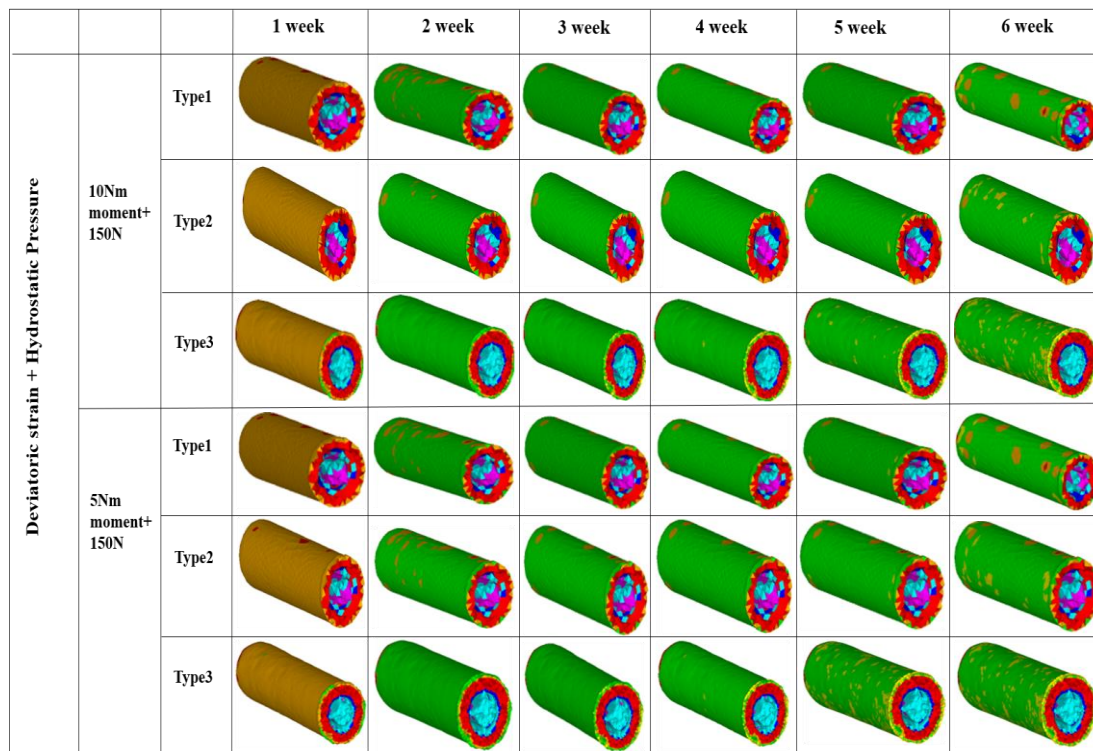 1 week
2 week
3 week
4 week
5 week
6 week
Deviatoric strain + Hydrostatic Pressure
10Nm
moment+
150N
Type1
Type2
Type3
5Nm
moment+
150N
Type1
Type2
Type3